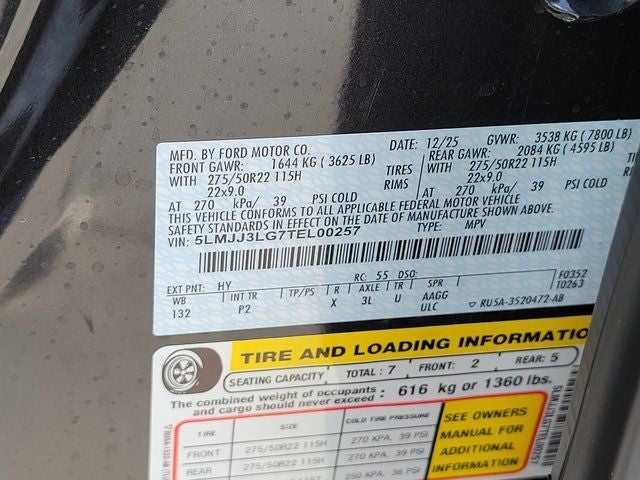 MFD. BY FORD MOTOR CO. DATE: 12/25 GVWR: 3538 KG (7800 LB)
FRONT GAWR: 1644 KG (3625 LB) REAR GAWR: 2084 KG (4595 LB)
WITH 275/50R22 115H TIRES WITH 275/50R22 115H
22x9.0 RIMS 22x9.0
AT 270 kPa/ 39 PSI COLD AT 270 kPa/ 39 PSI COLD
THIS VEHICLE CONFORMS TO ALL APPLICABLE FEDERAL MOTOR VEHICLE
SAFETY STANDARDS IN EFFECT ON THE DATE OF MANUFACTURE SHOWN ABOVE.
VIN: 5LMJJ3LG7TEL00257 TYPE: MPV
EXT PNT: HY RC: 55 DSO: F0352
WB INT TR TP/PS R AXLE TR SPR T0263
132 P2 X 3L U AAGG
ULC RU5A-3520472-AB
TIRE AND LOADING INFORMATIO
SEATING CAPACITY TOTAL: 7 FRONT: 2 REAR: 5
The combined weight of occupants
and cargo should never exceed : 616 kg or 1360 lbs.
TIRE SIZE COLD TIRE PRESSURE
FRONT 275/50R22 115H 270 KPA, 39 PSI
REAR 275/50R22 115H 270 KPA, 39 PSI
250 KPA, 36 PSI
SEE OWNERS
MANUAL FOR
ADDITIONAL
INFORMATION
5LMJJ3LG7TEL00257